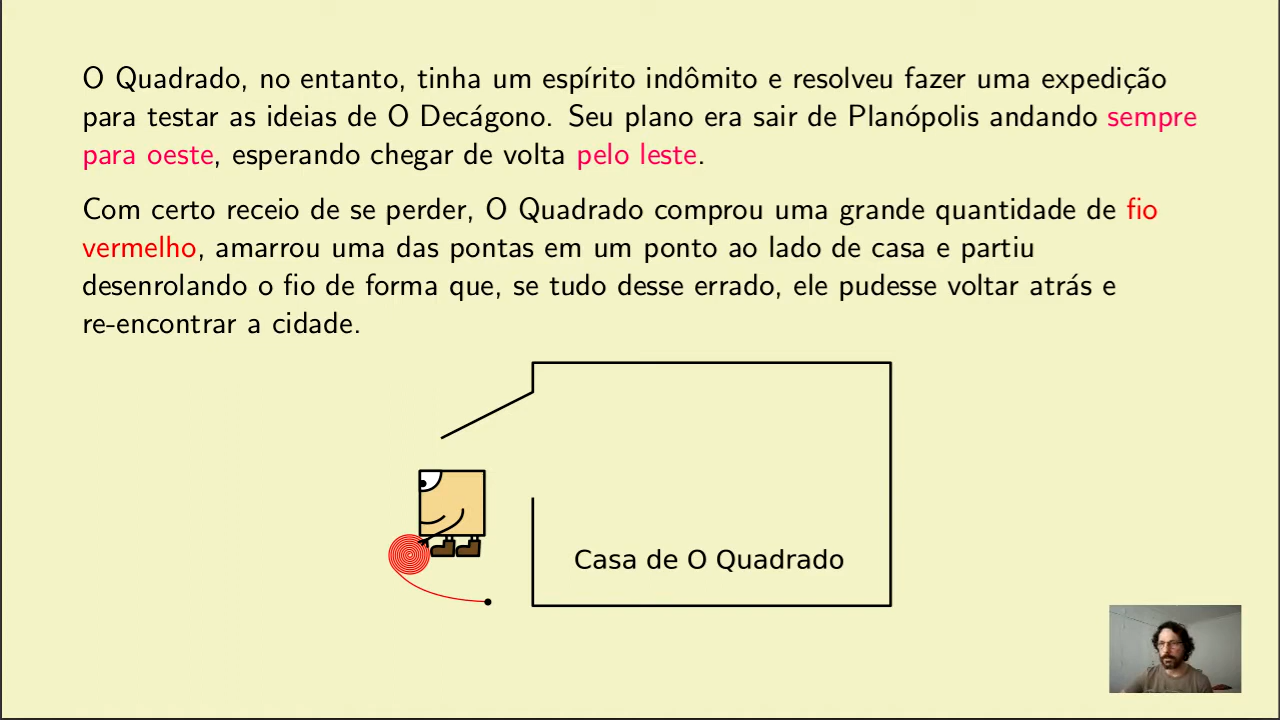 O Quadrado, no entanto, tinha um espírito indômito e resolveu fazer uma expedição
para testar as ideias de O Decágono. Seu plano era sair de Planópolis andando sempre
para oeste, esperando chegar de volta pelo leste.
Com certo receio de se perder, O Quadrado comprou uma grande quantidade de fio
vermelho, amarrou uma das pontas em um ponto ao lado de casa e partiu
desenrolando o fio de forma que, se tudo desse errado, ele pudesse voltar atrás e
re-encontrar a cidade.
Casa de O Quadrado